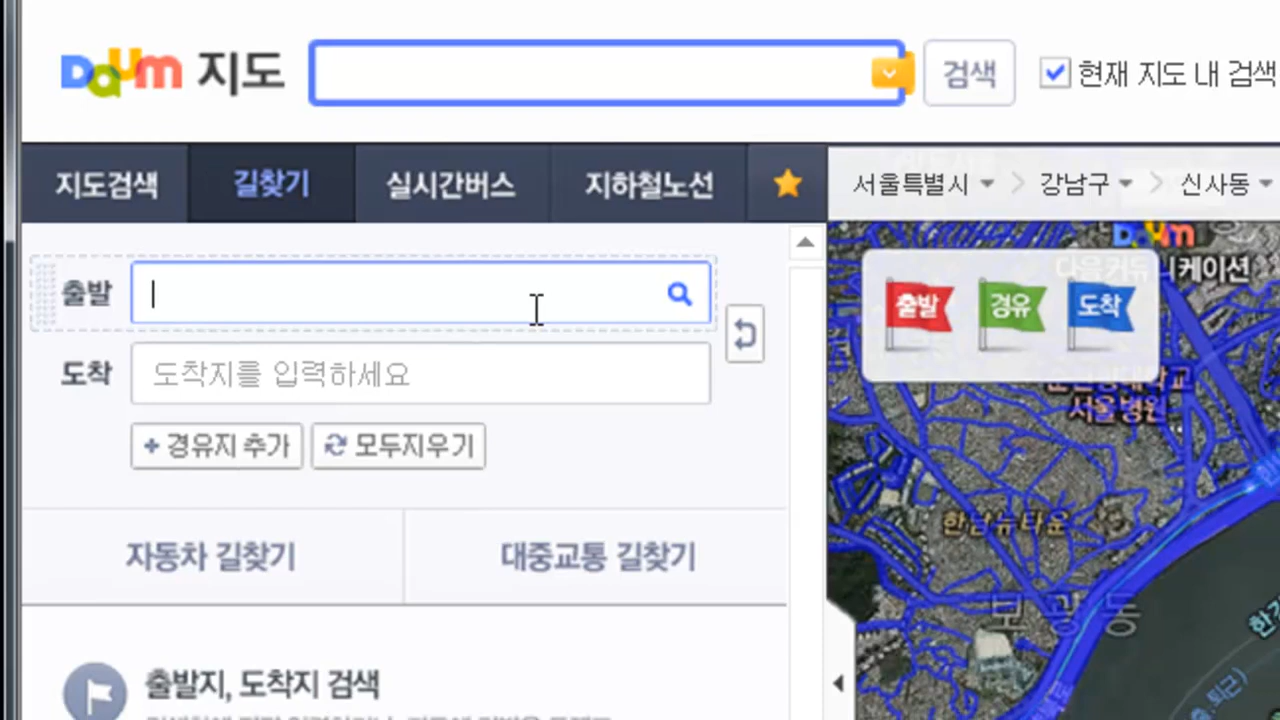 Daum 지도
검색
현재 지도 내 검색
지도검색
길찾기
실시간버스
지하철노선
서울특별시
강남구
신사동
출발
도착
도착지를 입력하세요
+ 경유지 추가
모두지우기
자동차 길찾기
대중교통 길찾기
출발지, 도착지 검색
Daum
다음커뮤니케이션
출발
경유
도착
서울병원
한남뉴타운
보광동